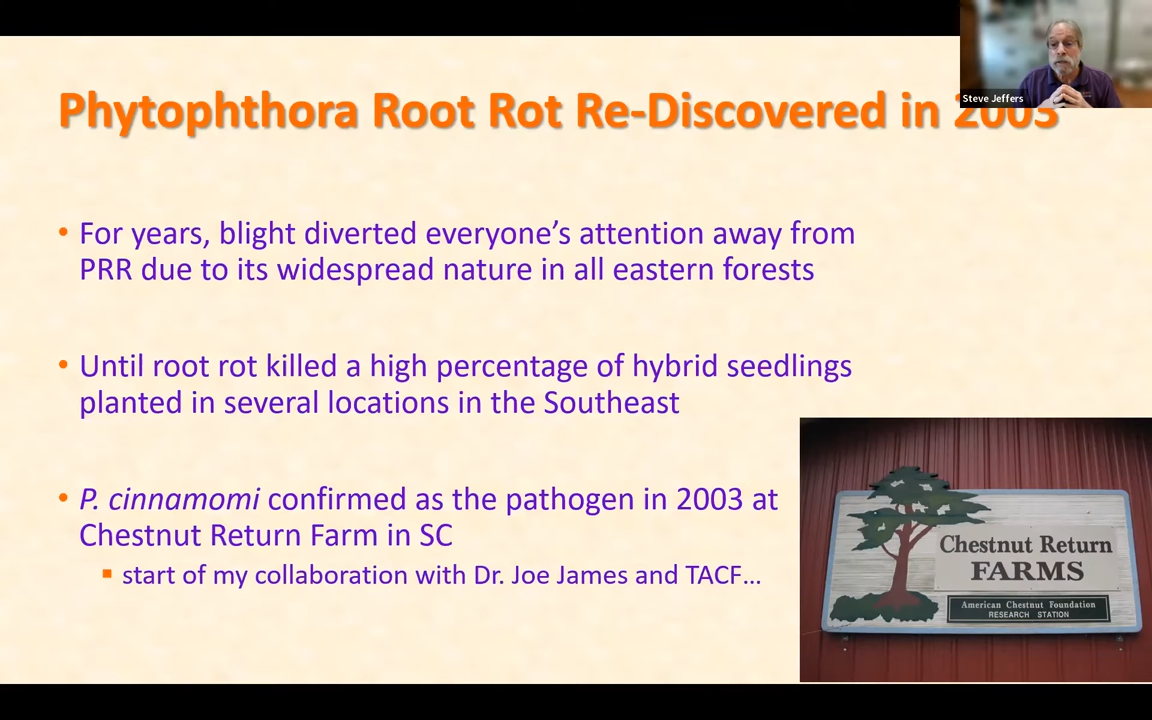 Steve Jeffers
Phytophthora Root Rot Re-Discovered in 2003
• For years, blight diverted everyone’s attention away from
PRR due to its widespread nature in all eastern forests
• Until root rot killed a high percentage of hybrid seedlings
planted in several locations in the Southeast
• P. cinnamomi confirmed as the pathogen in 2003 at
Chestnut Return Farm in SC
▪ start of my collaboration with Dr. Joe James and TACF…
Chestnut Return
FARMS
American Chestnut Foundation
RESEARCH STATION